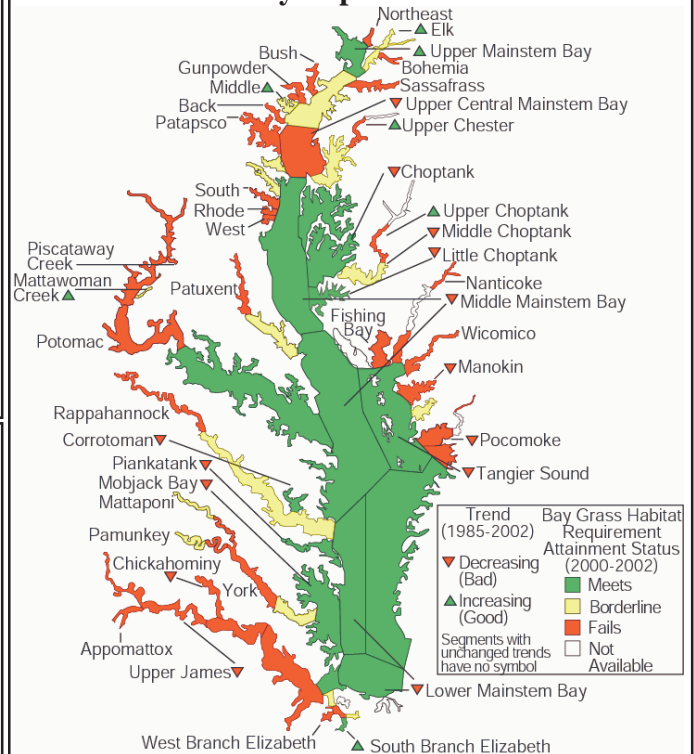 Northeast
Elk
Upper Mainstem Bay
Bush
Bohemia
Gunpowder
Sassafrass
Middle
Upper Central Mainstem Bay
Back
Patapsco
Upper Chester
Choptank
South
Upper Choptank
Rhode
Middle Choptank
West
Little Choptank
Piscataway
Creek
Nanticoke
Mattawoman
Creek
Patuxent
Middle Mainstem Bay
Fishing
Bay
Potomac
Wicomico
Manokin
Rappahannock
Corrotoman
Pocomoke
Piankatank
Tangier Sound
Mobjack Bay
Mattaponi
Pamunkey
Chickahominy
York
Appomattox
Upper James
Lower Mainstem Bay
West Branch Elizabeth
South Branch Elizabeth
Trend
(1985-2002)
Decreasing
(Bad)
Increasing
(Good)
Segments with
unchanged trends
have no symbol
Bay Grass Habitat
Requirement
Attainment Status
(2000-2002)
Meets
Borderline
Fails
Not
Available